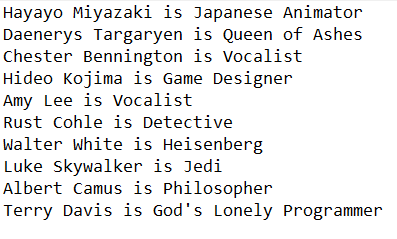 Hayayo Miyazaki is Japanese Animator
Daenerys Targaryen is Queen of Ashes
Chester Bennington is Vocalist
Hideo Kojima is Game Designer
Amy Lee is Vocalist
Rust Cohle is Detective
Walter White is Heisenberg
Luke Skywalker is Jedi
Albert Camus is Philosopher
Terry Davis is God's Lonely Programmer